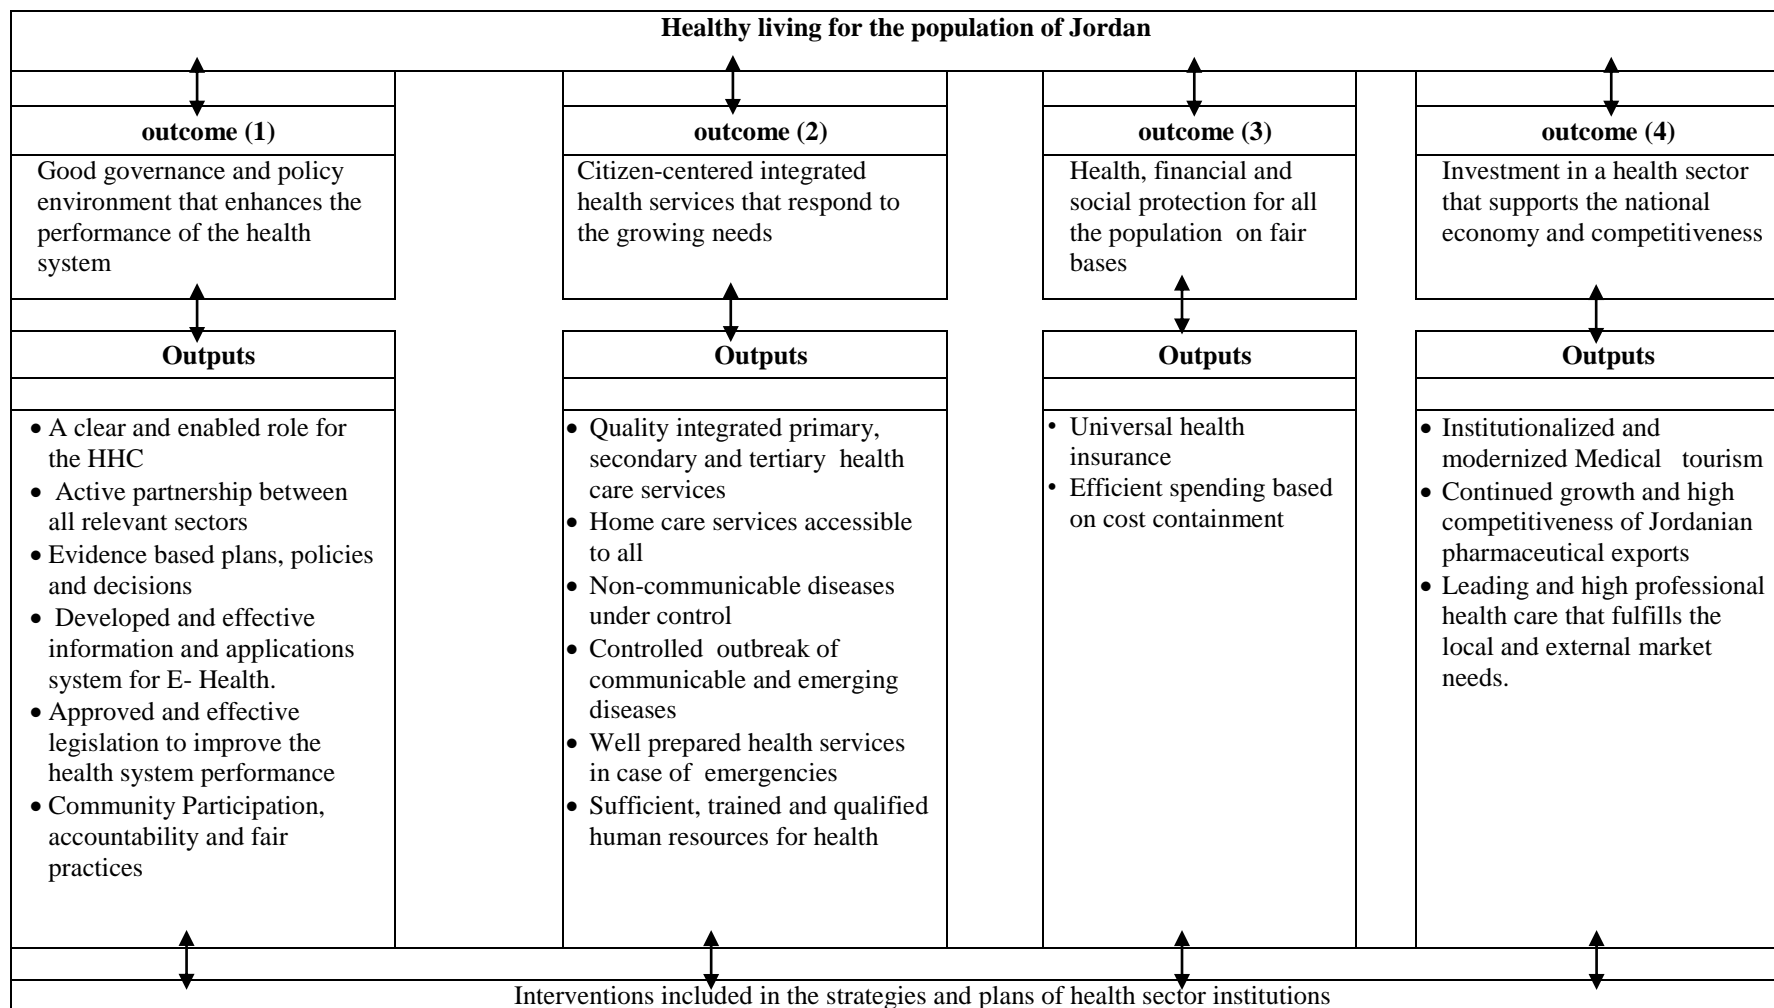 Healthy living for the population of Jordan
outcome (1)
Good governance and policy
environment that enhances the
performance of the health
system
outcome (2)
Citizen-centered integrated
health services that respond to
the growing needs
outcome (3)
Health, financial and
social protection for all
the population on fair
bases
outcome (4)
Investment in a health sector
that supports the national
economy and competitiveness
Outputs
• A clear and enabled role for
the HHC
• Active partnership between
all relevant sectors
• Evidence based plans, policies
and decisions
• Developed and effective
information and applications
system for E- Health.
• Approved and effective
legislation to improve the
health system performance
• Community Participation,
accountability and fair
practices
Outputs
• Quality integrated primary,
secondary and tertiary health
care services
• Home care services accessible
to all
• Non-communicable diseases
under control
• Controlled outbreak of
communicable and emerging
diseases
• Well prepared health services
in case of emergencies
• Sufficient, trained and qualified
human resources for health
Outputs
• Universal health
insurance
• Efficient spending based
on cost containment
Outputs
• Institutionalized and
modernized Medical tourism
• Continued growth and high
competitiveness of Jordanian
pharmaceutical exports
• Leading and high professional
health care that fulfills the
local and external market
needs.
Interventions included in the strategies and plans of health sector institutions